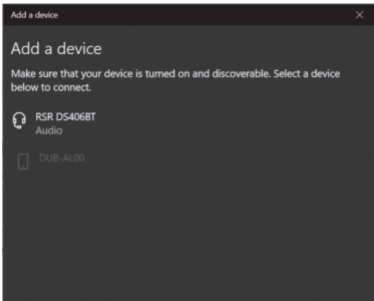 Add a device
Add a device
Make sure that your device is turned on and discoverable. Select a device
below to connect.
RSR DS406BT
Audio
DUB-AL00